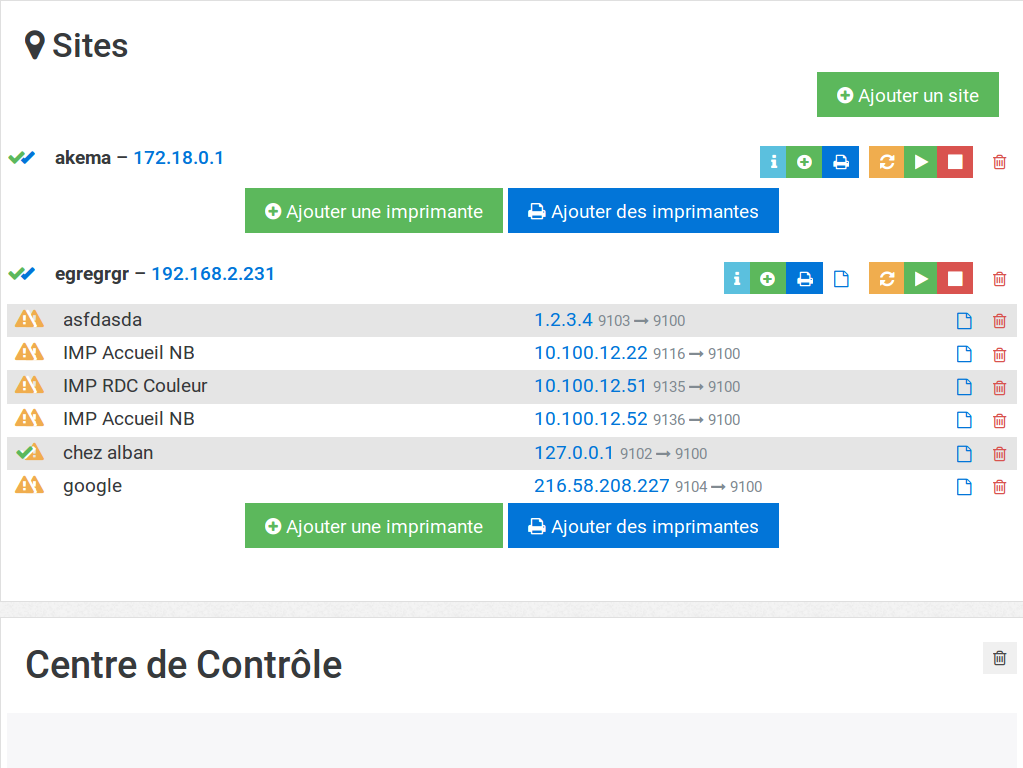 Sites
Ajouter un site
akema – 172.18.0.1
Ajouter une imprimante Ajouter des imprimantes
egregrgr – 192.168.2.231
asfdasda 1.2.3.4 9103 → 9100
IMP Accueil NB 10.100.12.22 9116 → 9100
IMP RDC Couleur 10.100.12.51 9135 → 9100
IMP Accueil NB 10.100.12.52 9136 → 9100
chez alban 127.0.0.1 9102 → 9100
google 216.58.208.227 9104 → 9100
Ajouter une imprimante Ajouter des imprimantes
Centre de Contrôle